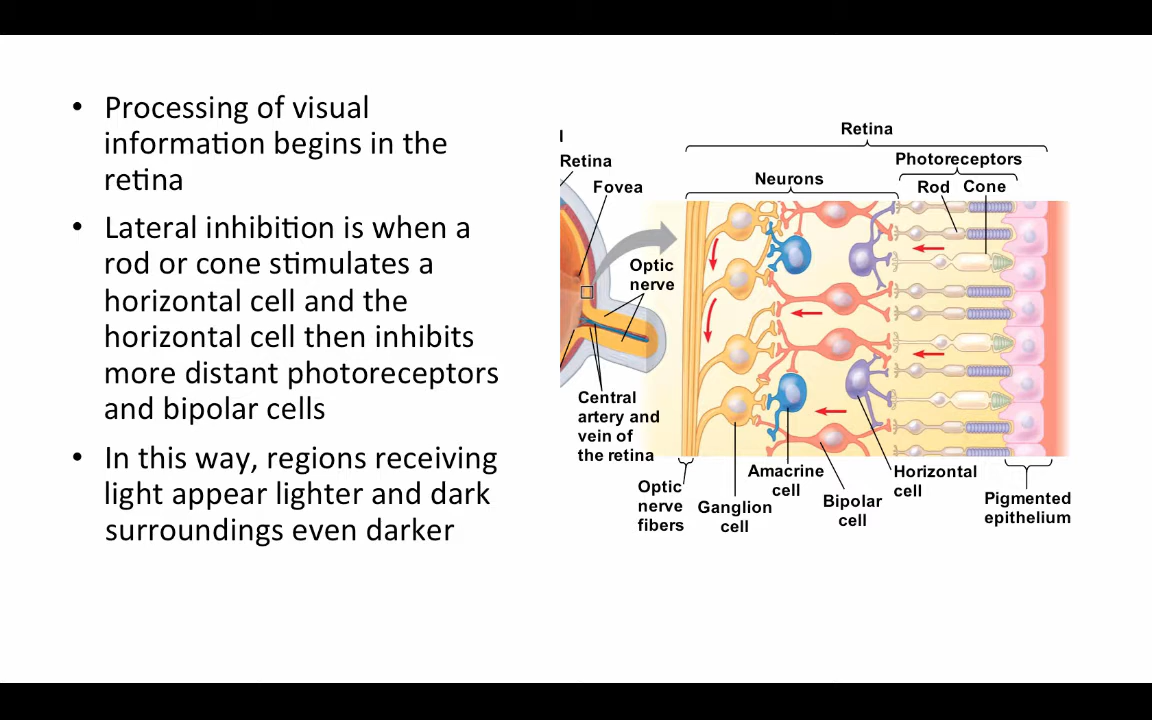 • Processing of visual
information begins in the
retina
• Lateral inhibition is when a
rod or cone stimulates a
horizontal cell and the
horizontal cell then inhibits
more distant photoreceptors
and bipolar cells
• In this way, regions receiving
light appear lighter and dark
surroundings even darker
Retina
Photoreceptors
Neurons
Rod Cone
Retina
Fovea
Optic
nerve
Central
artery and
vein of
the retina
Optic
nerve
fibers
Ganglion
cell
Amacrine
cell
Bipolar
cell
Horizontal
cell
Pigmented
epithelium